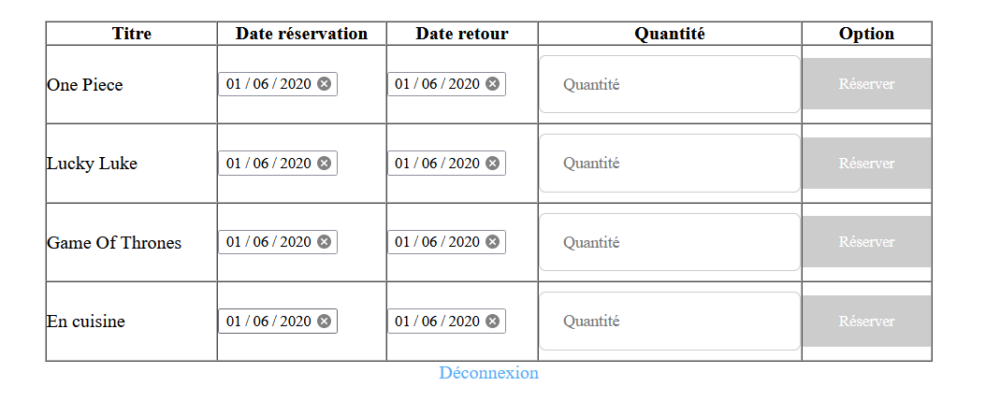 Titre Date réservation Date retour Quantité Option
One Piece 01 / 06 / 2020 01 / 06 / 2020 Quantité Réserver
Lucky Luke 01 / 06 / 2020 01 / 06 / 2020 Quantité Réserver
Game Of Thrones 01 / 06 / 2020 01 / 06 / 2020 Quantité Réserver
En cuisine 01 / 06 / 2020 01 / 06 / 2020 Quantité Réserver
Déconnexion